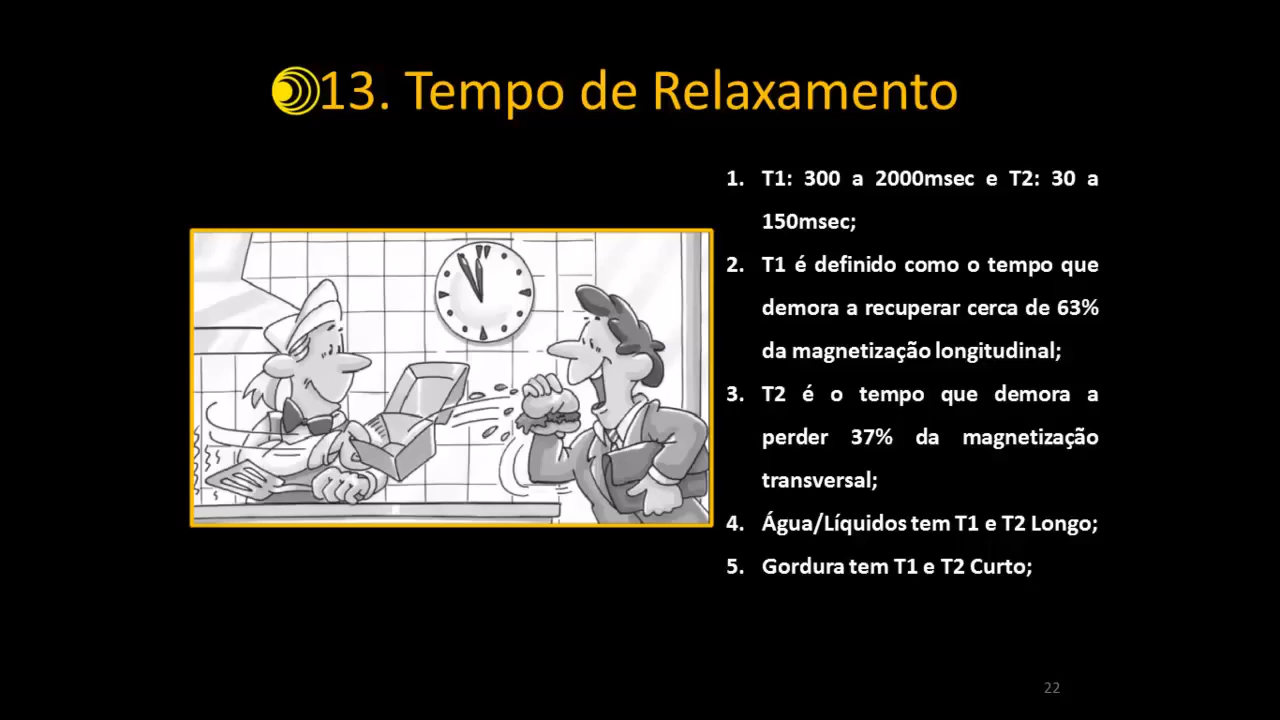 13. Tempo de Relaxamento
1. T1: 300 a 2000msec e T2: 30 a
150msec;
2. T1 é definido como o tempo que
demora a recuperar cerca de 63%
da magnetização longitudinal;
3. T2 é o tempo que demora a
perder 37% da magnetização
transversal;
4. Água/Líquidos tem T1 e T2 Longo;
5. Gordura tem T1 e T2 Curto;
22